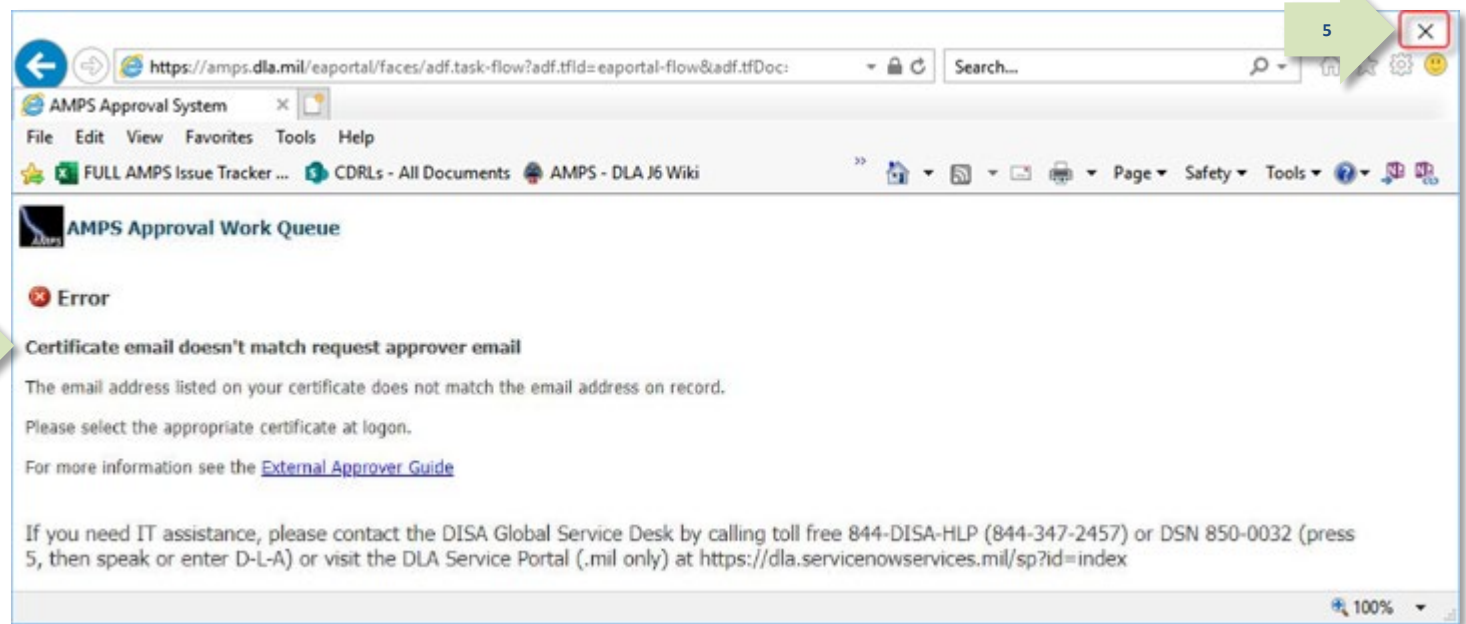 5
https://amps.dla.mil/eaportal/faces/adf.task-flow?adf.tfId=eaportal-flow&adf.tfDoc:
Search...
AMPS Approval System
File Edit View Favorites Tools Help
FULL AMPS Issue Tracker ... CDRLs - All Documents AMPS - DLA J6 Wiki » Page Safety Tools
AMPS
AMPS Approval Work Queue
Error
Certificate email doesn't match request approver email
The email address listed on your certificate does not match the email address on record.
Please select the appropriate certificate at logon.
For more information see the External Approver Guide
If you need IT assistance, please contact the DISA Global Service Desk by calling toll free 844-DISA-HLP (844-347-2457) or DSN 850-0032 (press
5, then speak or enter D-L-A) or visit the DLA Service Portal (.mil only) at https://dla.servicenowservices.mil/sp?id=index
100%